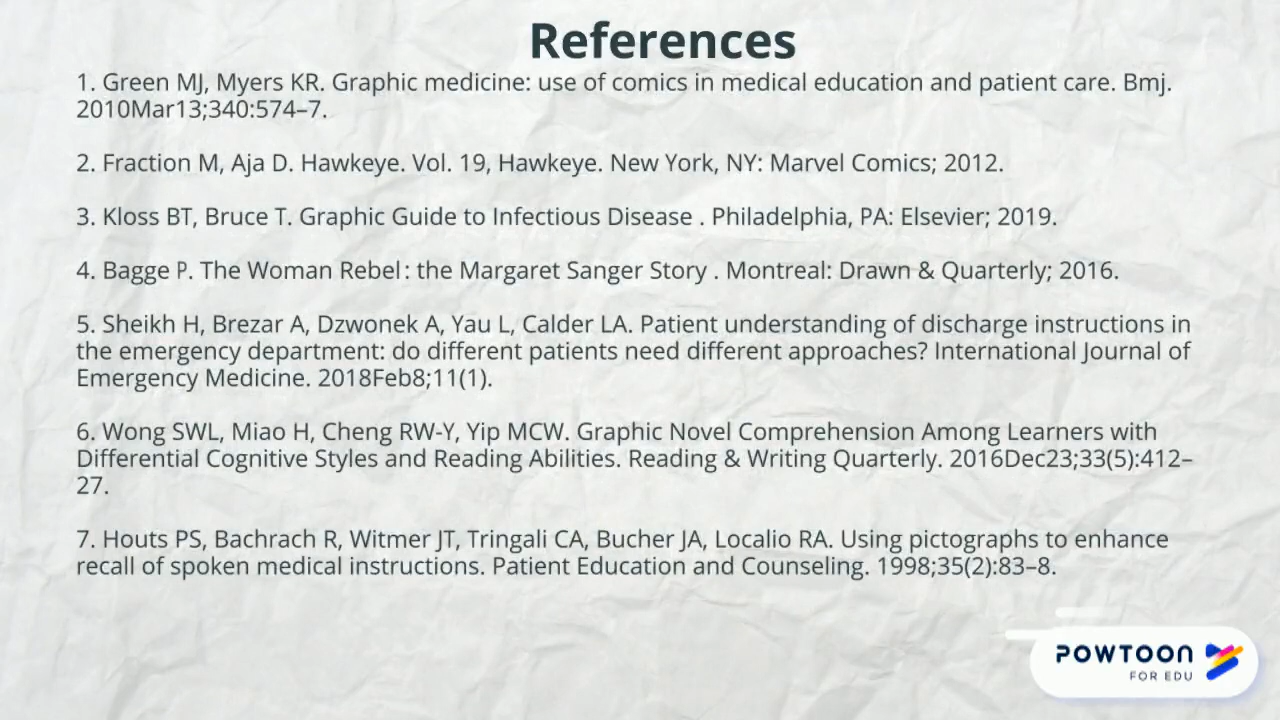 References
1. Green MJ, Myers KR. Graphic medicine: use of comics in medical education and patient care. Bmj.
2010Mar13;340:574–7.
2. Fraction M, Aja D. Hawkeye. Vol. 19, Hawkeye. New York, NY: Marvel Comics; 2012.
3. Kloss BT, Bruce T. Graphic Guide to Infectious Disease . Philadelphia, PA: Elsevier; 2019.
4. Bagge P. The Woman Rebel : the Margaret Sanger Story . Montreal: Drawn & Quarterly; 2016.
5. Sheikh H, Brezar A, Dzwonek A, Yau L, Calder LA. Patient understanding of discharge instructions in
the emergency department: do different patients need different approaches? International Journal of
Emergency Medicine. 2018Feb8;11(1).
6. Wong SWL, Miao H, Cheng RW-Y, Yip MCW. Graphic Novel Comprehension Among Learners with
Differential Cognitive Styles and Reading Abilities. Reading & Writing Quarterly. 2016Dec23;33(5):412–
27.
7. Houts PS, Bachrach R, Witmer JT, Tringali CA, Bucher JA, Localio RA. Using pictographs to enhance
recall of spoken medical instructions. Patient Education and Counseling. 1998;35(2):83–8.
POWTOON
FOR EDU